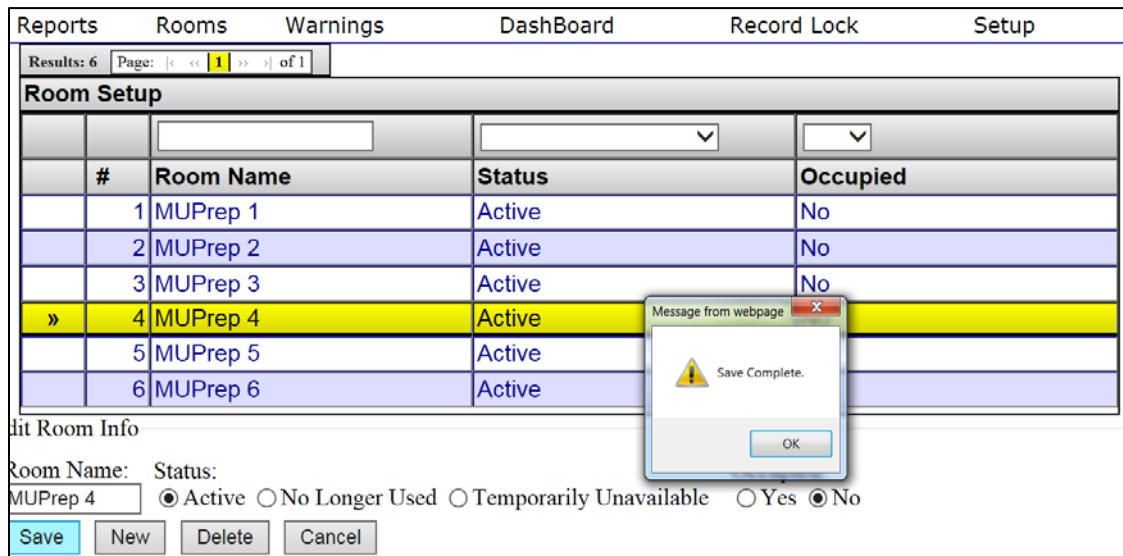 Reports Rooms Warnings DashBoard Record Lock Setup
Results: 6 Page: |< << 1 >> >| of 1
Room Setup
# Room Name Status Occupied
1 MUPrep 1 Active No
2 MUPrep 2 Active No
3 MUPrep 3 Active No
» 4 MUPrep 4 Active
5 MUPrep 5 Active
6 MUPrep 6 Active
Message from webpage
Save Complete.
OK
dit Room Info
Room Name: Status:
MUPrep 4 Active No Longer Used Temporarily Unavailable Yes No
Save New Delete Cancel